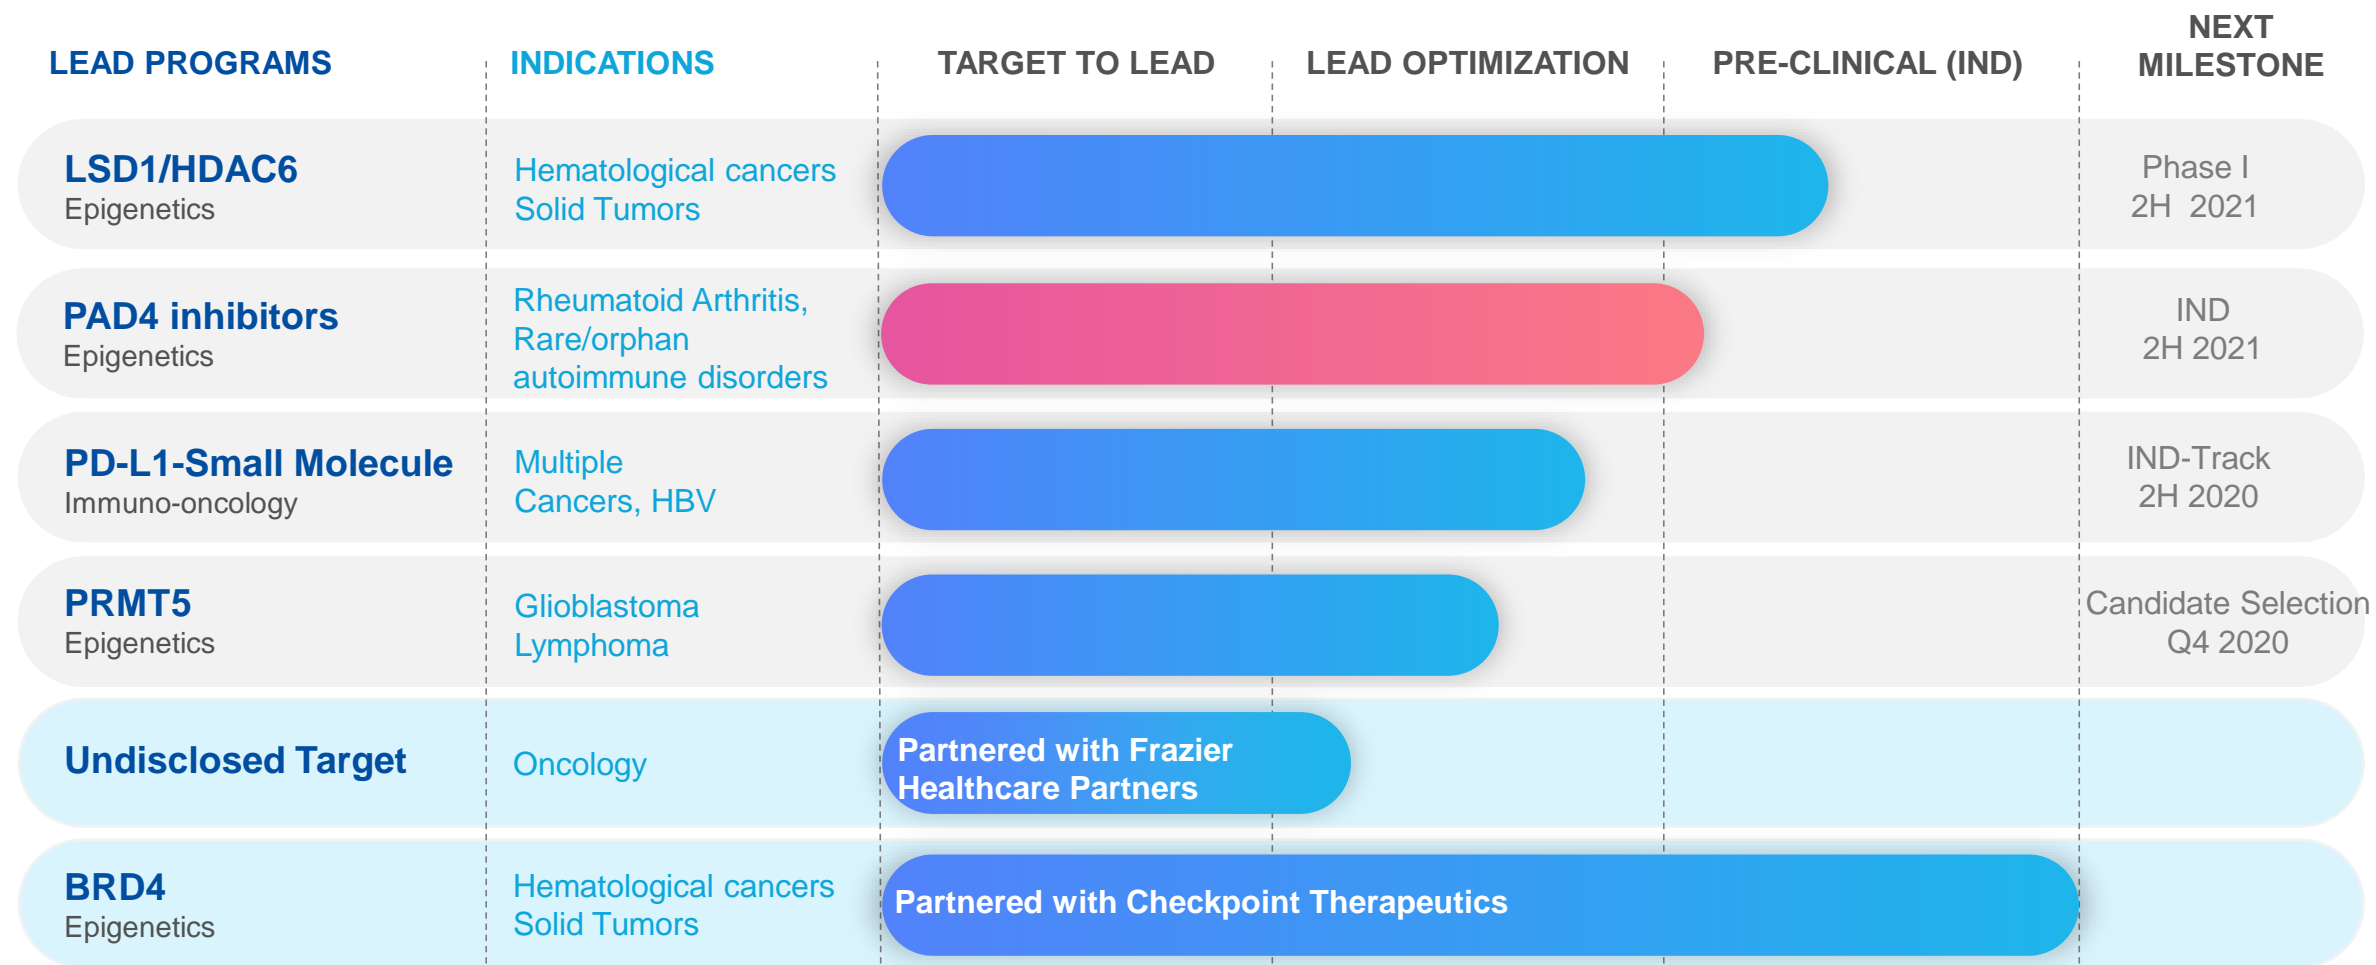 LEAD PROGRAMS
INDICATIONS
TARGET TO LEAD
LEAD OPTIMIZATION
PRE-CLINICAL (IND)
NEXT
MILESTONE
LSD1/HDAC6
Epigenetics
Hematological cancers
Solid Tumors
Phase I
2H 2021
PAD4 inhibitors
Epigenetics
Rheumatoid Arthritis,
Rare/orphan
autoimmune disorders
IND
2H 2021
PD-L1-Small Molecule
Immuno-oncology
Multiple
Cancers, HBV
IND-Track
2H 2020
PRMT5
Epigenetics
Glioblastoma
Lymphoma
Candidate Selection
Q4 2020
Undisclosed Target
Oncology
Partnered with Frazier
Healthcare Partners
BRD4
Epigenetics
Hematological cancers
Solid Tumors
Partnered with Checkpoint Therapeutics